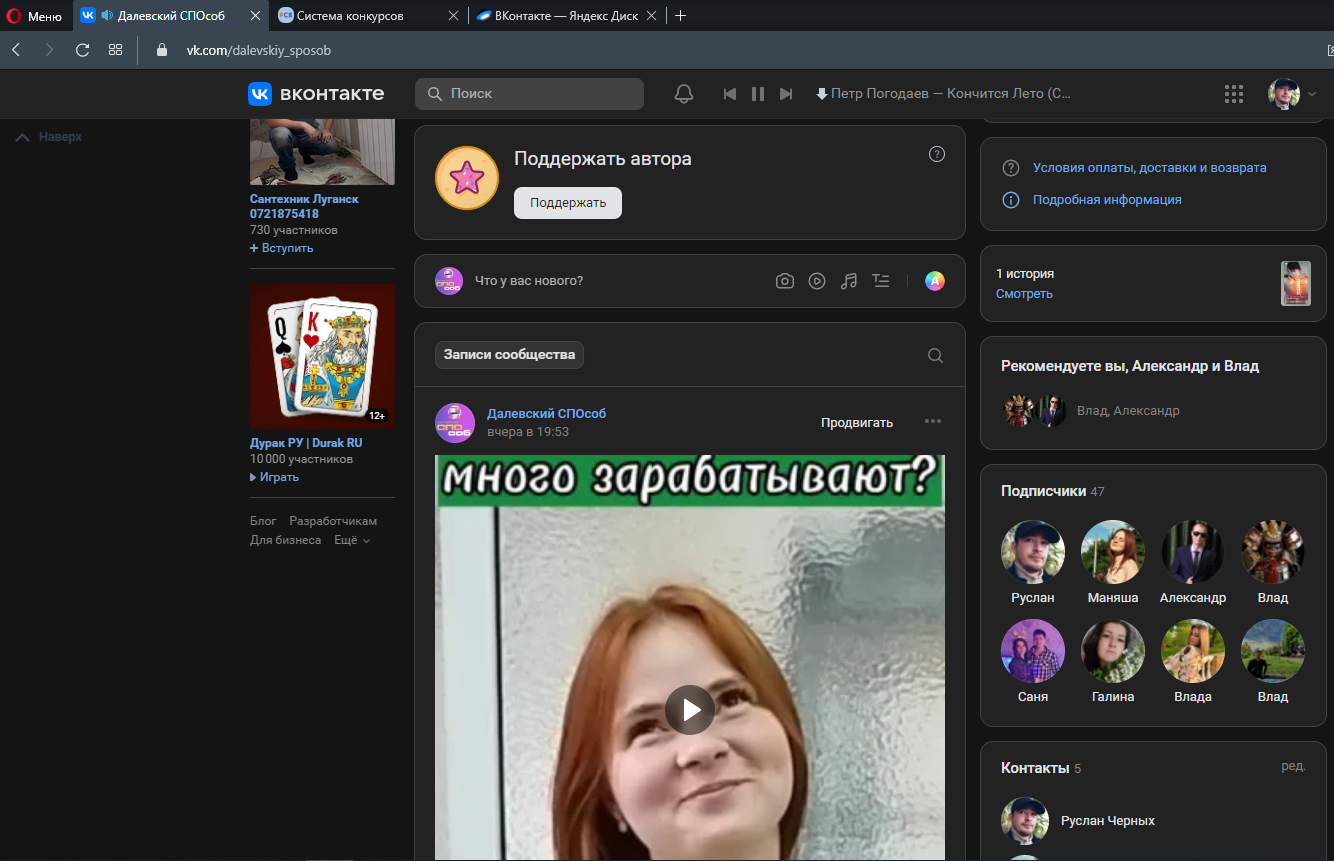 Меню
Далевский СПОсоб
РСВ
Система конкурсов
ВКонтакте — Яндекс Диск
vk.com/dalevskiy_sposob
вконтакте
Поиск
Петр Погодаев — Кончится Лето (С...
Наверх
Сантехник Луганск
0721875418
730 участников
+ Вступить
12+
Дурак РУ | Durak RU
10 000 участников
Играть
Блог Разработчикам
Для бизнеса Ещё
Поддержать автора
Поддержать
Что у вас нового?
Записи сообщества
Далевский СПОсоб
вчера в 19:53
Продвигать
много зарабатывают?
Условия оплаты, доставки и возврата
Подробная информация
1 история
Смотреть
Рекомендуете вы, Александр и Влад
Влад, Александр
Подписчики 47
Руслан Маняша Александр Влад
Саня Галина Влада Влад
Контакты 5
ред.
Руслан Черных